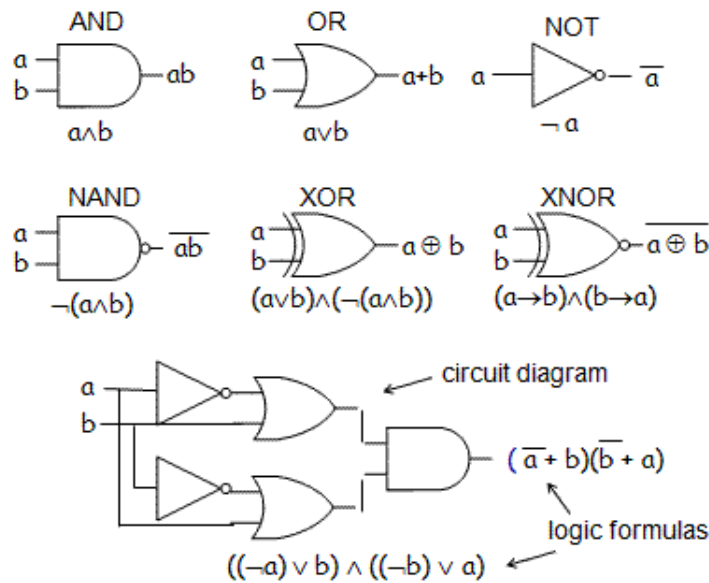 AND OR NOT
a
b
ab
a∧b
a
b
a+b
a∨b
a
a̅
¬ a
NAND XOR XNOR
a
b
a̅b̅
¬(a∧b)
a
b
a ⊕ b
(a∨b)∧(¬(a∧b))
a
b
a̅ ̅⊕̅ ̅b̅
(a→b)∧(b→a)
circuit diagram
a
b
( a̅ + b)(b̅ + a)
logic formulas
((¬a) ∨ b) ∧ ((¬b) ∨ a)